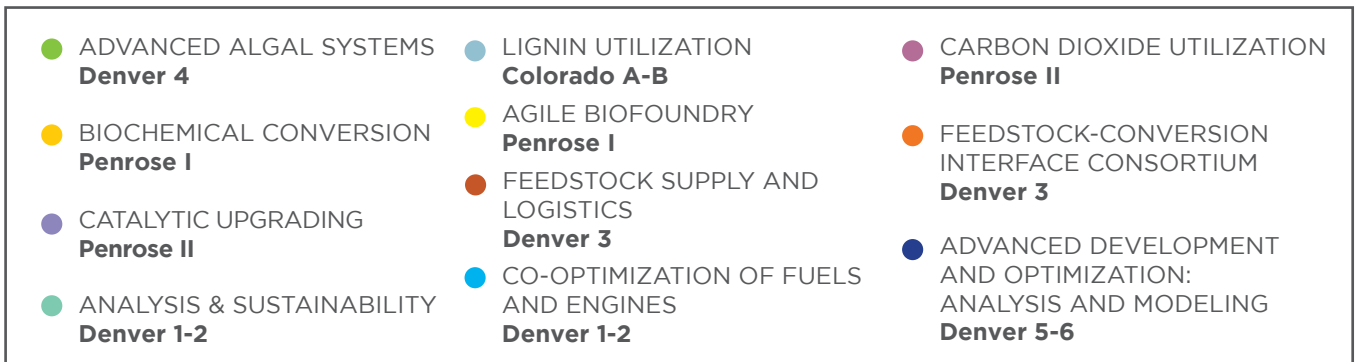 ADVANCED ALGAL SYSTEMS
Denver 4
BIOCHEMICAL CONVERSION
Penrose I
CATALYTIC UPGRADING
Penrose II
ANALYSIS & SUSTAINABILITY
Denver 1-2
LIGNIN UTILIZATION
Colorado A-B
AGILE BIOFOUNDRY
Penrose I
FEEDSTOCK SUPPLY AND
LOGISTICS
Denver 3
CO-OPTIMIZATION OF FUELS
AND ENGINES
Denver 1-2
CARBON DIOXIDE UTILIZATION
Penrose II
FEEDSTOCK-CONVERSION
INTERFACE CONSORTIUM
Denver 3
ADVANCED DEVELOPMENT
AND OPTIMIZATION:
ANALYSIS AND MODELING
Denver 5-6